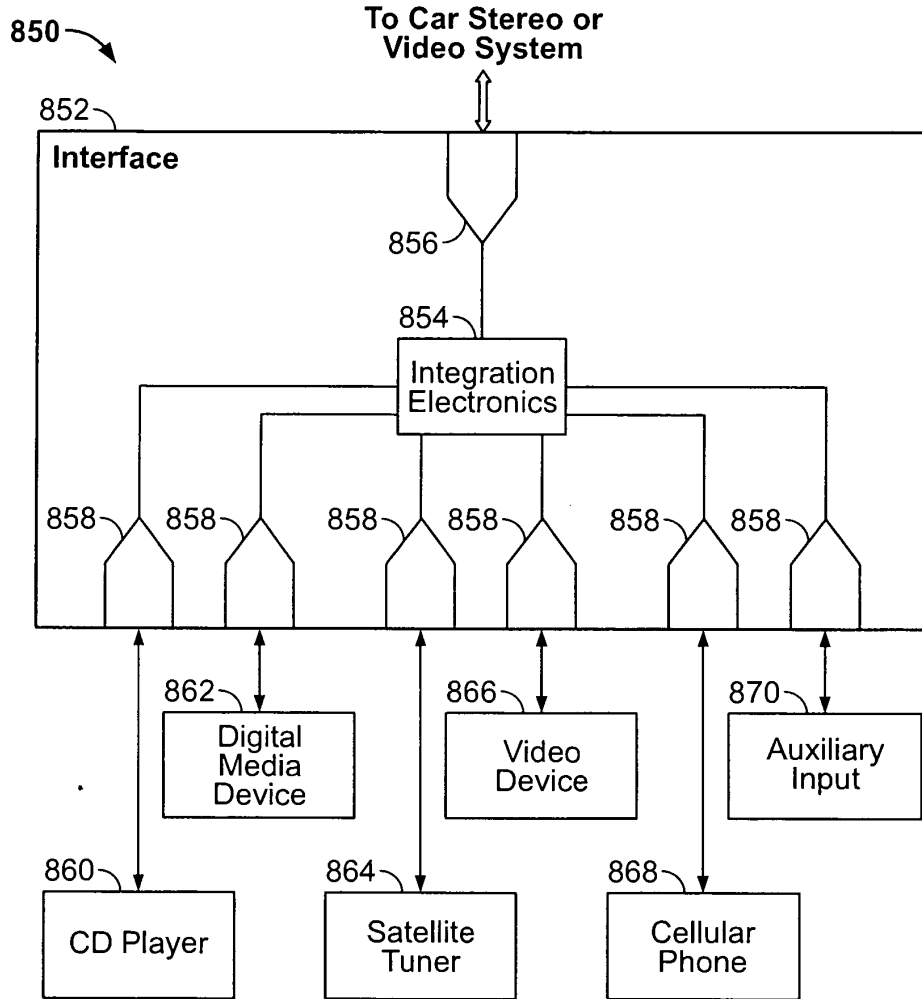 850
To Car Stereo or
Video System
852
Interface
856
854
Integration
Electronics
858
858
858
858
858
858
862
Digital
Media
Device
866
Video
Device
870
Auxiliary
Input
860
CD Player
864
Satellite
Tuner
868
Cellular
Phone